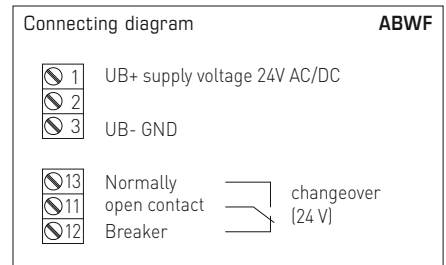 Connecting diagram ABWF
1 UB+ supply voltage 24V AC/DC
2
3 UB- GND
13 Normally
11 open contact
12 Breaker
changeover
(24 V)